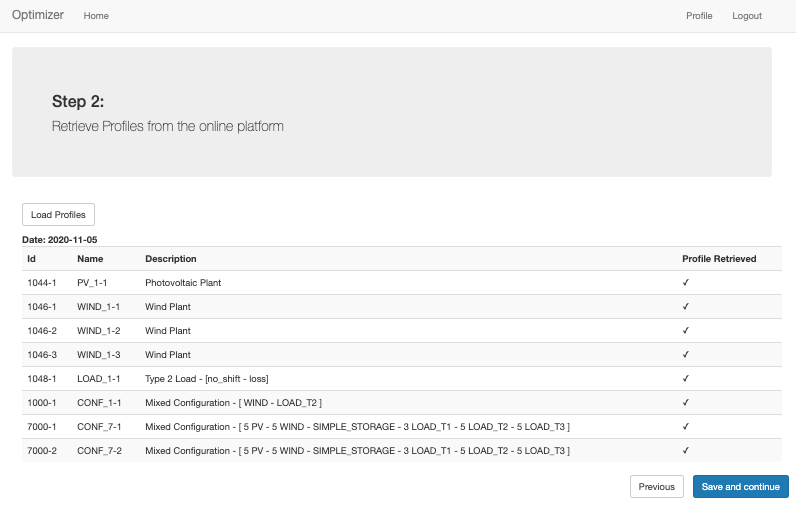 Optimizer Home Profile Logout
Step 2:
Retrieve Profiles from the online platform
Load Profiles
Date: 2020-11-05
Id Name Description Profile Retrieved
1044-1 PV_1-1 Photovoltaic Plant ✓
1046-1 WIND_1-1 Wind Plant ✓
1046-2 WIND_1-2 Wind Plant ✓
1046-3 WIND_1-3 Wind Plant ✓
1048-1 LOAD_1-1 Type 2 Load - [no_shift - loss] ✓
1000-1 CONF_1-1 Mixed Configuration - [ WIND - LOAD_T2 ] ✓
7000-1 CONF_7-1 Mixed Configuration - [ 5 PV - 5 WIND - SIMPLE_STORAGE - 3 LOAD_T1 - 5 LOAD_T2 - 5 LOAD_T3 ] ✓
7000-2 CONF_7-2 Mixed Configuration - [ 5 PV - 5 WIND - SIMPLE_STORAGE - 3 LOAD_T1 - 5 LOAD_T2 - 5 LOAD_T3 ] ✓
Previous Save and continue